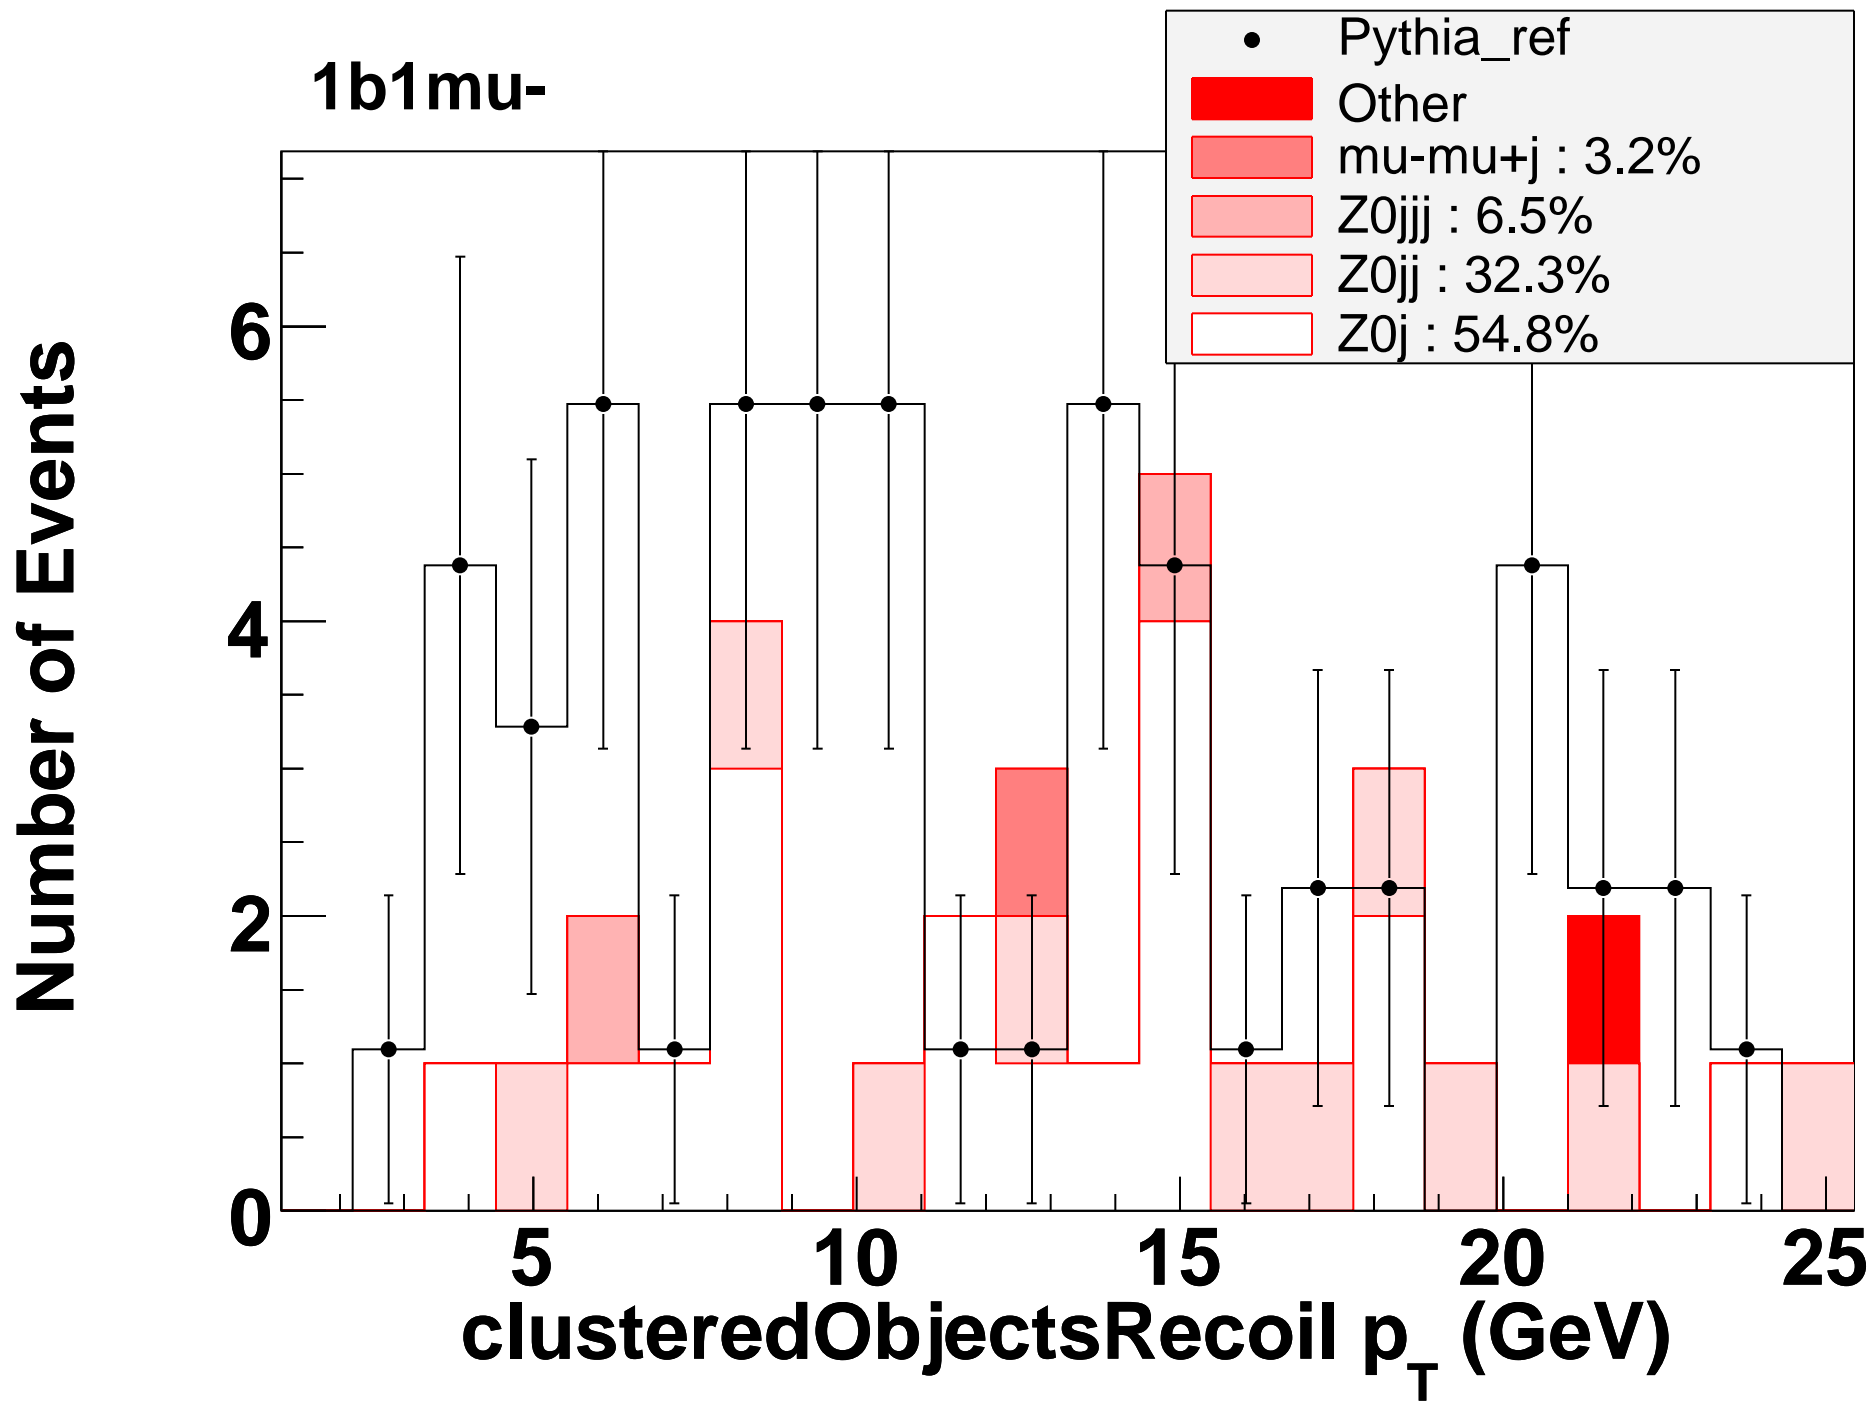 1b1mu-
Pythia_ref
Other
mu-mu+j : 3.2%
Z0jjj : 6.5%
Z0jj : 32.3%
Z0j : 54.8%
Number of Events
6
4
2
0
5 10 15 20 25
clusteredObjectsRecoil p_T (GeV)